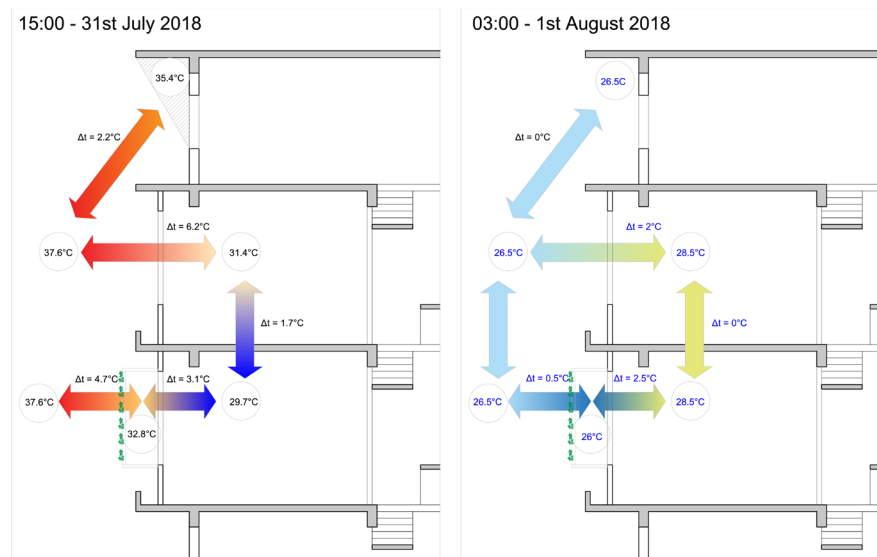 15:00 - 31st July 2018
35.4°C
Δt = 2.2°C
Δt = 6.2°C
37.6°C
31.4°C
Δt = 1.7°C
Δt = 4.7°C
Δt = 3.1°C
37.6°C
29.7°C
32.8°C
03:00 - 1st August 2018
26.5C
Δt = 0°C
Δt = 2°C
26.5°C
28.5°C
Δt = 0°C
Δt = 0.5°C
Δt = 2.5°C
26.5°C
28.5°C
26°C